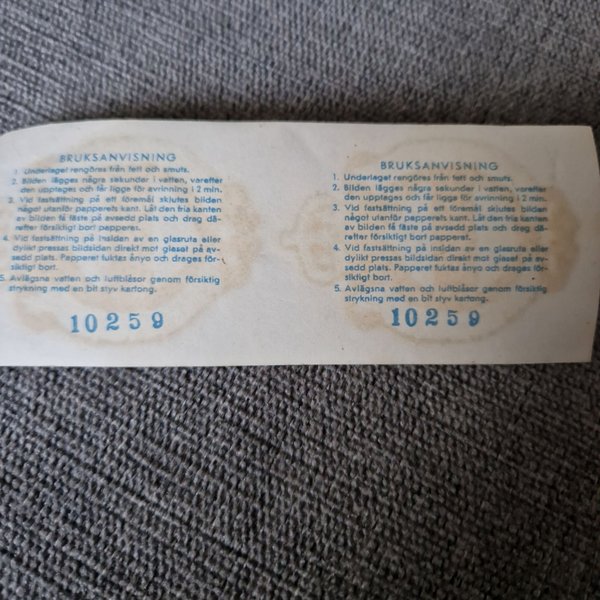 BRUKSANVISNING
1. Underlaget rengöres från fett och smuts.
2. Bilden lägges några sekunder i vatten, varefter
den upptages och får ligge för avrinning i 2 min.
3. Vid fastsättning på ett föremål skjutes bilden
något utanför papperets kant. Låt den fria kanten
av bilden få fäste på avsedd plats och drag dä-
refter försiktigt bort papperet.
4. Vid fastsättning på insidan av en glasruta eller
dylikt pressas bildsidan direkt mot glaset på av-
sedd plats. Papperet fuktas ånyo och drages för-
siktigt bort.
5. Avlägsna vatten och luftblåsor genom försiktig
strykning med en bit styv kartong.
10259
BRUKSANVISNING
1. Underlaget rengöres från fett och smuts.
2. Bilden lägges några sekunder i vatten, varefter
den upptages och får ligge för avrinning i 2 min.
3. Vid fastsättning på ett föremål skjutes bilden
något utanför papperets kant. Låt den fria kanten
av bilden få fäste på avsedd plats och drag dä-
refter försiktigt bort papperet.
4. Vid fastsättning på insidan av en glasruta eller
dylikt pressas bildsidan direkt mot glaset på av-
sedd plats. Papperet fuktas ånyo och drages för-
siktigt bort.
5. Avlägsna vatten och luftblåsor genom försiktig
strykning med en bit styv kartong.
10259